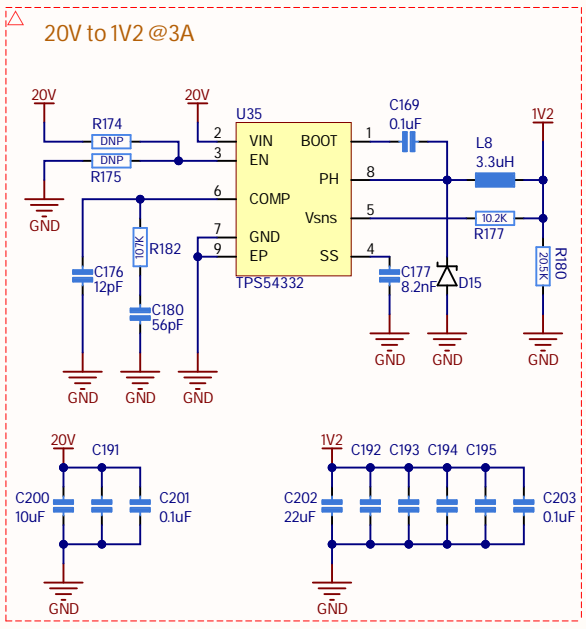 20V to 1V2 @3A
20V
20V
R174
DNP
DNP
R175
GND
U35
2
VIN
3
EN
6
COMP
7
GND
9
EP
BOOT
1
PH
8
Vsns
5
SS
4
TPS54332
C169
0.1uF
1V2
L8
3.3uH
10.2K
R177
R180
20.5K
10.7K
R182
C176
12pF
C180
56pF
C177
8.2nF
D15
GND
GND
GND
GND
GND
GND
20V
C191
C200
10uF
C201
0.1uF
GND
1V2
C192
C193
C194
C195
C202
22uF
C203
0.1uF
GND